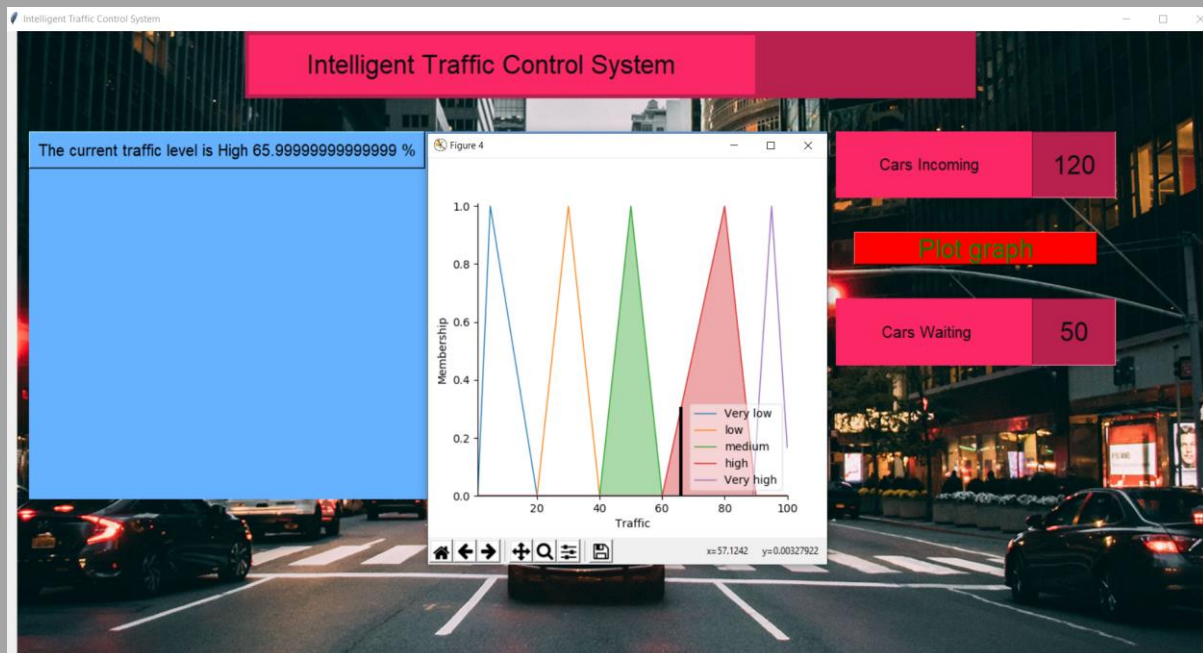 Intelligent Traffic Control System
Intelligent Traffic Control System
The current traffic level is High 65.99999999999999 %
Figure 4
1.0
0.8
0.6
0.4
0.2
0.0
Membership
20 40 60 80 100
Traffic
Very low
low
medium
high
Very high
x=57.1242 y=0.00327922
Cars Incoming 120
Plot graph
Cars Waiting 50